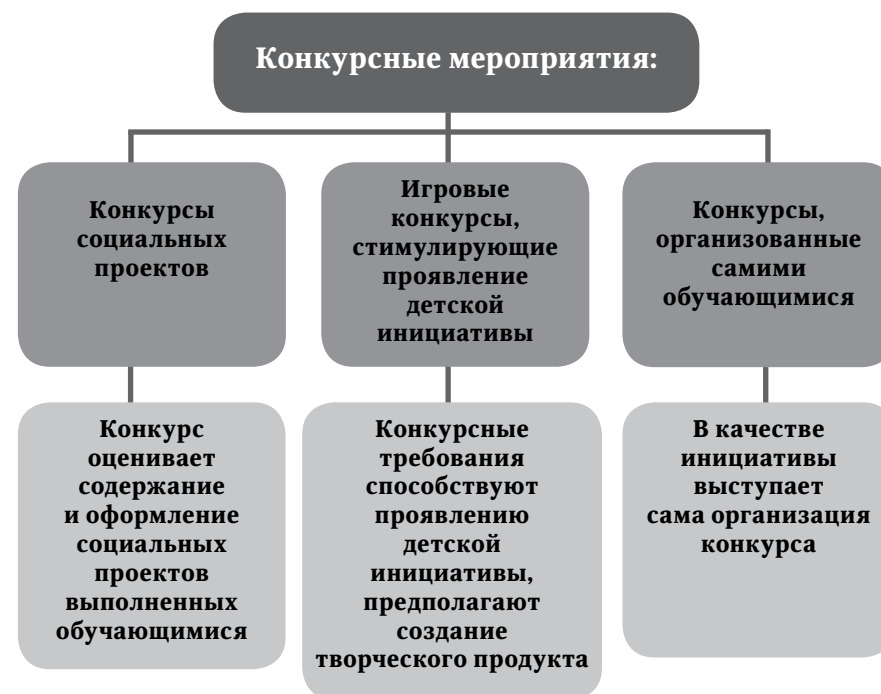 Конкурсные мероприятия:
Конкурсы
социальных
проектов
Игровые
конкурсы,
стимулирующие
проявление
детской
инициативы
Конкурсы,
организованные
самими
обучающимися
Конкурс
оценивает
содержание
и оформление
социальных
проектов
выполненных
обучающимися
Конкурсные
требования
способствуют
проявлению
детской
инициативы,
предполагают
создание
творческого продукта
В качестве
инициативы
выступает
сама организация
конкурса